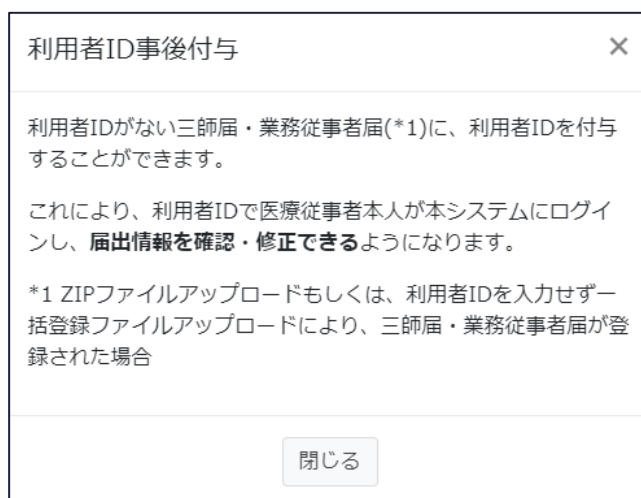 利用者ID事後付与 ×
利用者IDがない三師届・業務従事者届(*1)に、利用者IDを付与
することができます。
これにより、利用者IDで医療従事者本人が本システムにログイ
ンし、届出情報を確認・修正できるようになります。
*1 ZIPファイルアップロードもしくは、利用者IDを入力せず一
括登録ファイルアップロードにより、三師届・業務従事者届が登
録された場合
閉じる